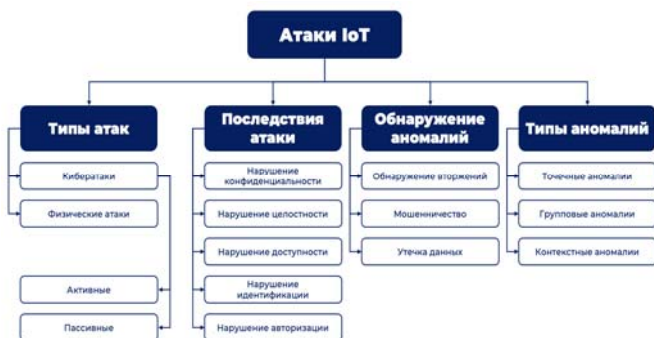 Атаки IoT
Типы атак
Кибератаки
Физические атаки
Активные
Пассивные
Последствия
атаки
Нарушение
конфиденциальности
Нарушение целостности
Нарушение доступности
Нарушение
идентификации
Нарушение авторизации
Обнаружение
аномалий
Обнаружение вторжений
Мошенничество
Утечка данных
Типы аномалий
Точечные аномалии
Групповые аномалии
Контекстные аномалии